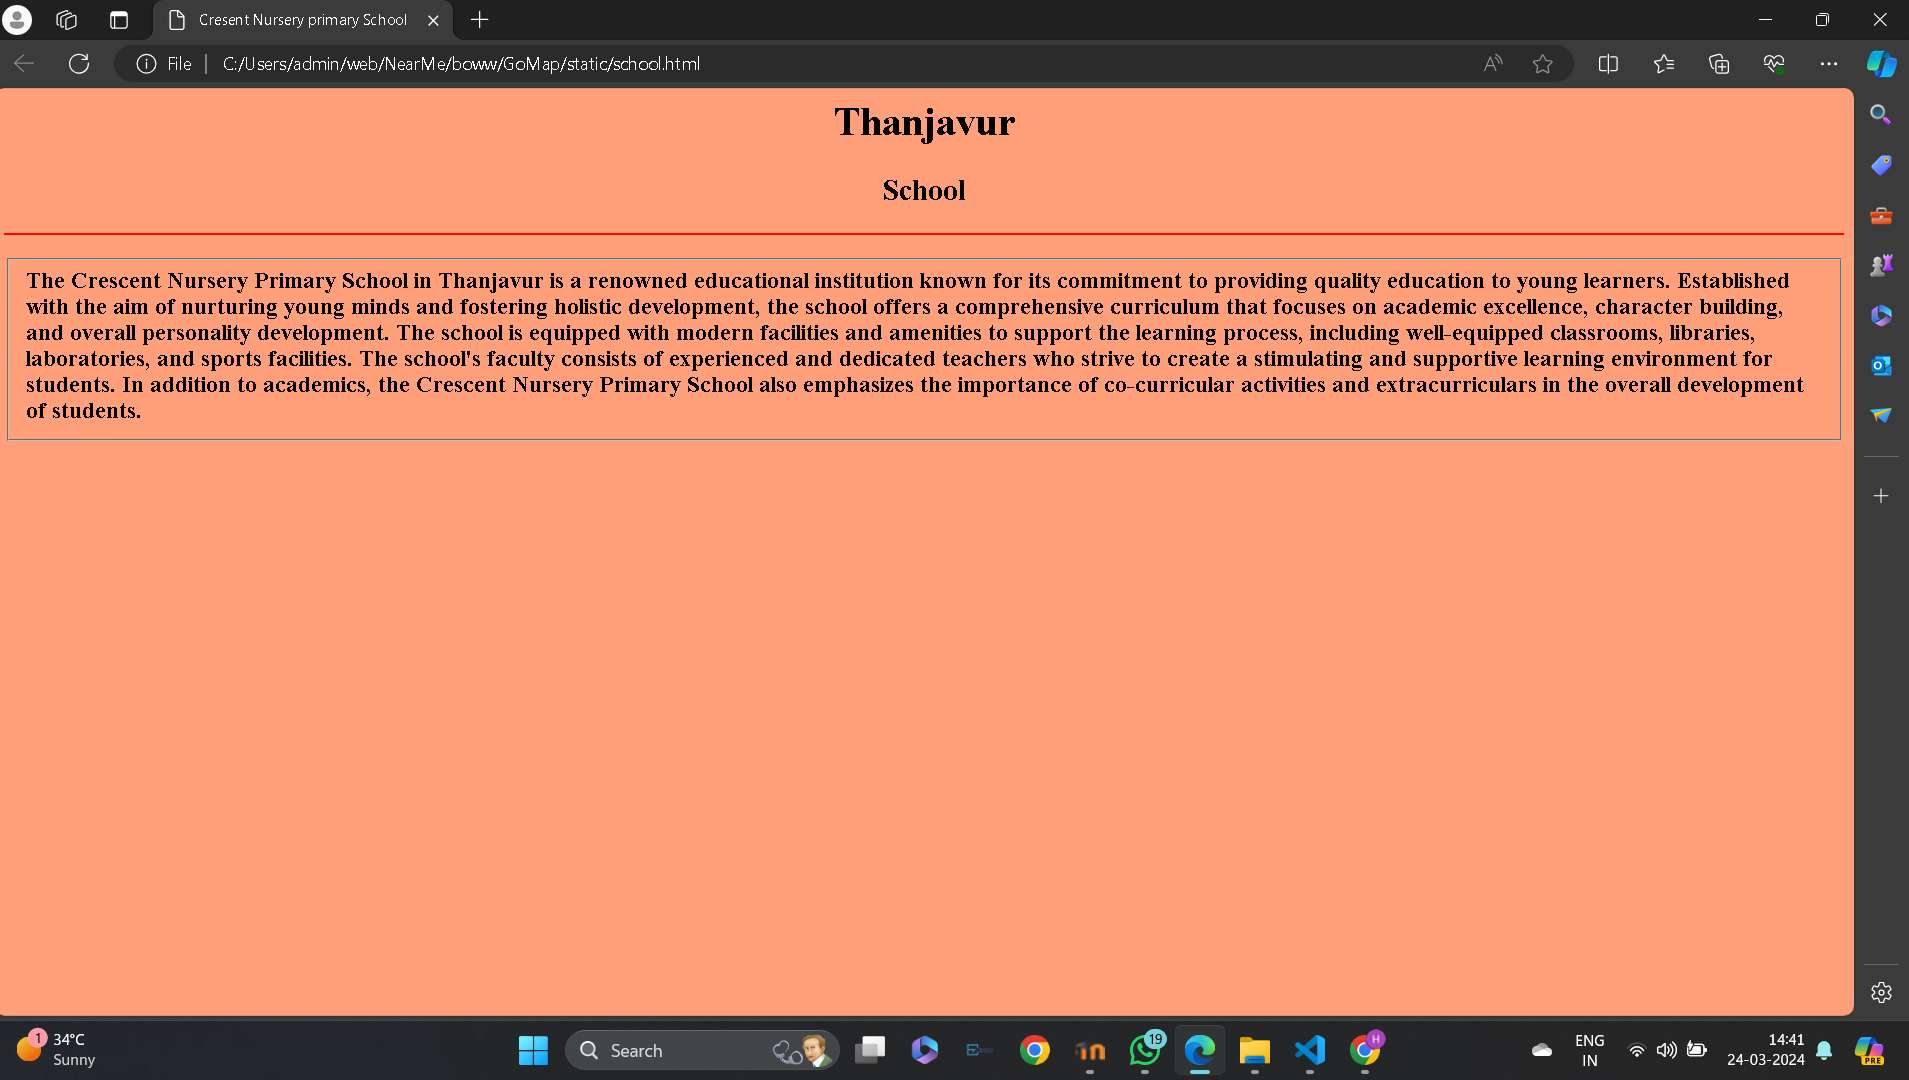 Cresent Nursery primary School
File
C:/Users/admin/web/NearMe/boww/GoMap/static/school.html
Thanjavur
School
The Crescent Nursery Primary School in Thanjavur is a renowned educational institution known for its commitment to providing quality education to young learners. Established
with the aim of nurturing young minds and fostering holistic development, the school offers a comprehensive curriculum that focuses on academic excellence, character building,
and overall personality development. The school is equipped with modern facilities and amenities to support the learning process, including well-equipped classrooms, libraries,
laboratories, and sports facilities. The school's faculty consists of experienced and dedicated teachers who strive to create a stimulating and supportive learning environment for
students. In addition to academics, the Crescent Nursery Primary School also emphasizes the importance of co-curricular activities and extracurriculars in the overall development
of students.
1
34°C
Sunny
Search
19
H
ENG
IN
14:41
24-03-2024
PRE